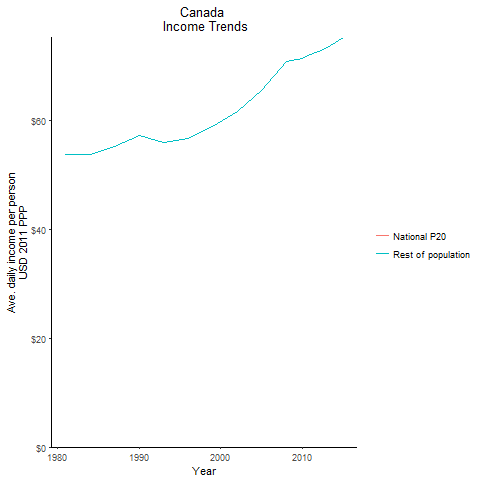 Canada
Income Trends
Ave. daily income per person
USD 2011 PPP
$60
$40
$20
$0
1980 1990 2000 2010
Year
National P20
Rest of population